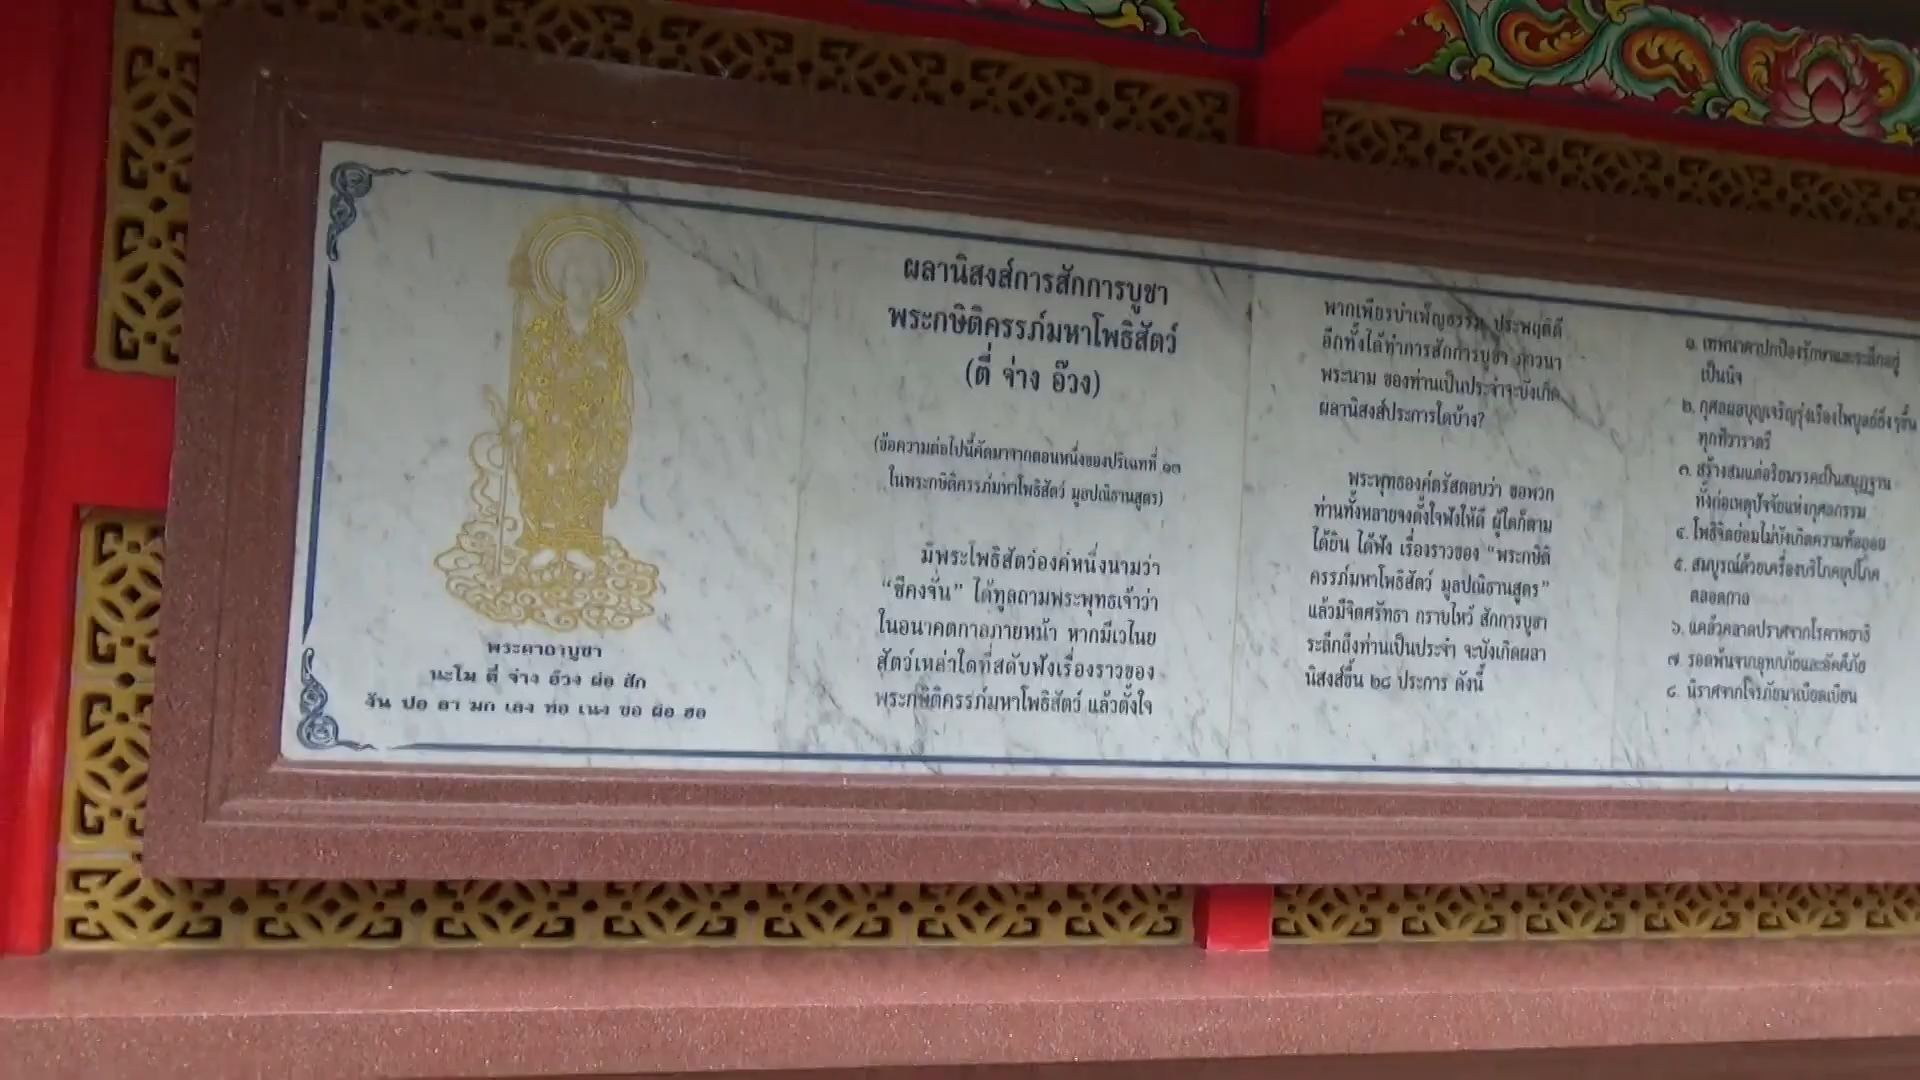 พระคาถาบูชา
นะโม ตี่ จ่าง อ๊วง ผ่อ สัก
งัน ปอ ลา มก เลง ท่อ เนง ขอ ผ่อ ฮอ
ผลานิสงส์การสักการบูชา
พระกษิติครรภ์มหาโพธิสัตว์
(ตี่ จ่าง อ๊วง)
(ข้อความต่อไปนี้คัดมาจากตอนหนึ่งของปริเฉทที่ ๑๓
ในพระกษิติครรภ์มหาโพธิสัตว์ มูลปณิธานสูตร)
มีพระโพธิสัตว์องค์หนึ่งนามว่า
“ซีคงจั๋น” ได้ทูลถามพระพุทธเจ้าว่า
ในอนาคตกาลภายหน้า หากมีเวไนย
สัตว์เหล่าใดที่สดับฟังเรื่องราวของ
พระกษิติครรภ์มหาโพธิสัตว์ แล้วตั้งใจ
พากเพียรบำเพ็ญธรรม ประพฤติดี
อีกทั้งได้ทำการสักการบูชา ภาวนา
พระนาม ของท่านเป็นประจำจะบังเกิด
ผลานิสงส์ประการใดบ้าง?
พระพุทธองค์ตรัสตอบว่า ขอพวก
ท่านทั้งหลายจงตั้งใจฟังให้ดี ผู้ใดก็ตาม
ได้ยิน ได้ฟัง เรื่องราวของ “พระกษิติ
ครรภ์มหาโพธิสัตว์ มูลปณิธานสูตร”
แล้วมีจิตศรัทธา กราบไหว้ สักการบูชา
ระลึกถึงท่านเป็นประจำ จะบังเกิดผลา
นิสงส์ขึ้น ๒๘ ประการ ดังนี้
๑. เทพนาคาปกป้องรักษาและระลึกอยู่
เป็นนิจ
๒. กุศลผลบุญเจริญรุ่งเรืองไพบูลย์ยิ่งๆขึ้น
ทุกทิวาราตรี
๓. สร้างสมแต่อริยมรรคเป็นสมุฏฐาน
ทั้งก่อเหตุปัจจัยแห่งกุศลกรรม
๔. โพธิจิตย่อมไม่บังเกิดความท้อถอย
๕. สมบูรณ์ด้วยเครื่องบริโภคอุปโภค
ตลอดกาล
๖. แคล้วคลาดปราศจากโรคาพยาธิ
๗. รอดพ้นจากอุทกภัยและอัคคีภัย
๘. นิราศจากโจรภัยมาเบียดเบียน